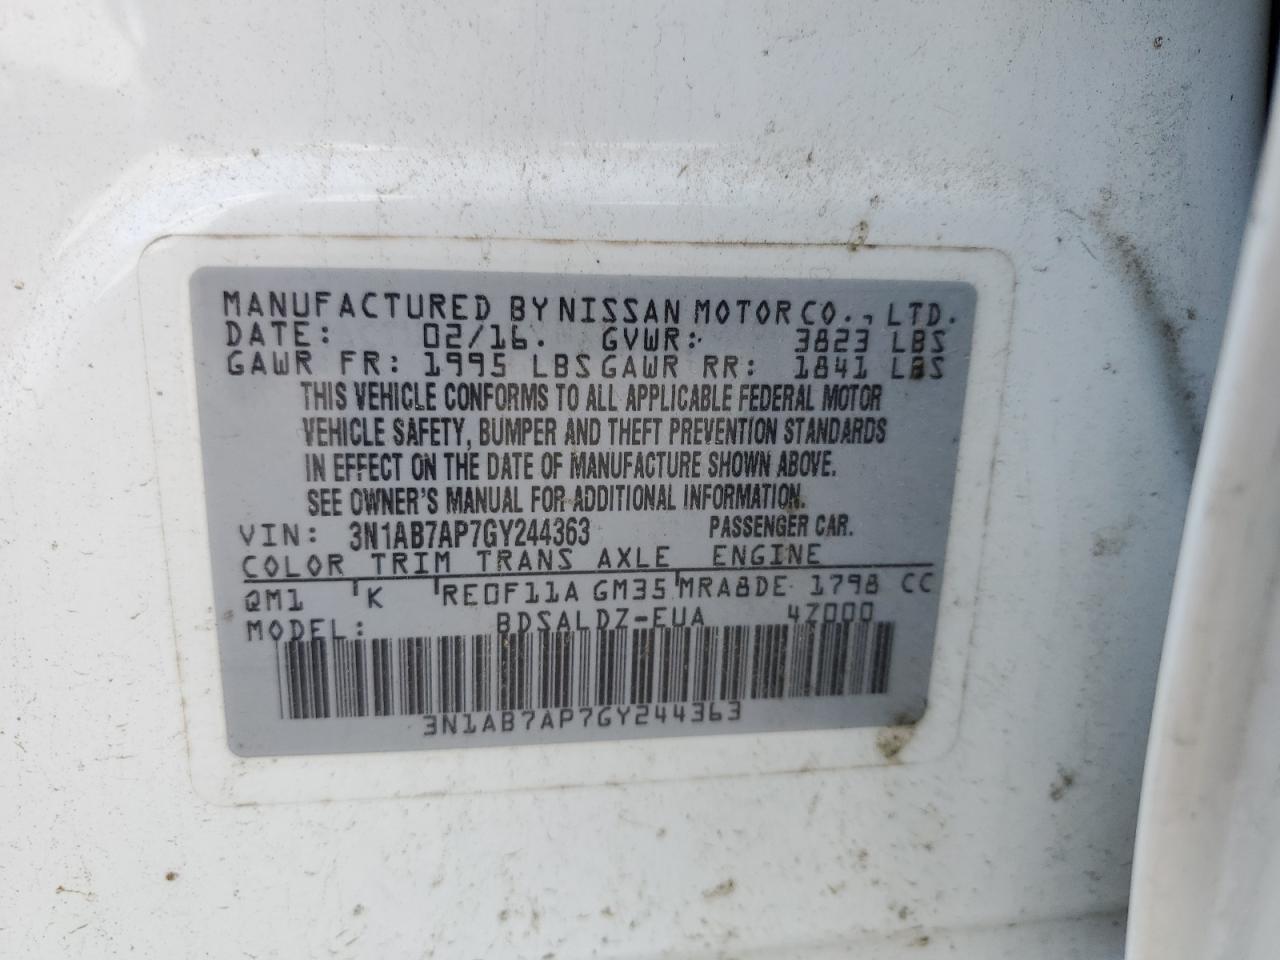 MANUFACTURED BY NISSAN MOTOR CO., LTD.
DATE: 02/16. GVWR: 3823 LBS
GAWR FR: 1995 LBS GAWR RR: 1841 LBS
THIS VEHICLE CONFORMS TO ALL APPLICABLE FEDERAL MOTOR
VEHICLE SAFETY, BUMPER AND THEFT PREVENTION STANDARDS
IN EFFECT ON THE DATE OF MANUFACTURE SHOWN ABOVE.
SEE OWNER'S MANUAL FOR ADDITIONAL INFORMATION.
VIN: 3N1AB7AP7GY244363 PASSENGER CAR.
COLOR TRIM TRANS AXLE ENGINE
QM1 K RE0F11A GM35 MRA8DE 1798 CC
MODEL: BDSALDZ-EUA 4Z000
3N1AB7AP7GY244363